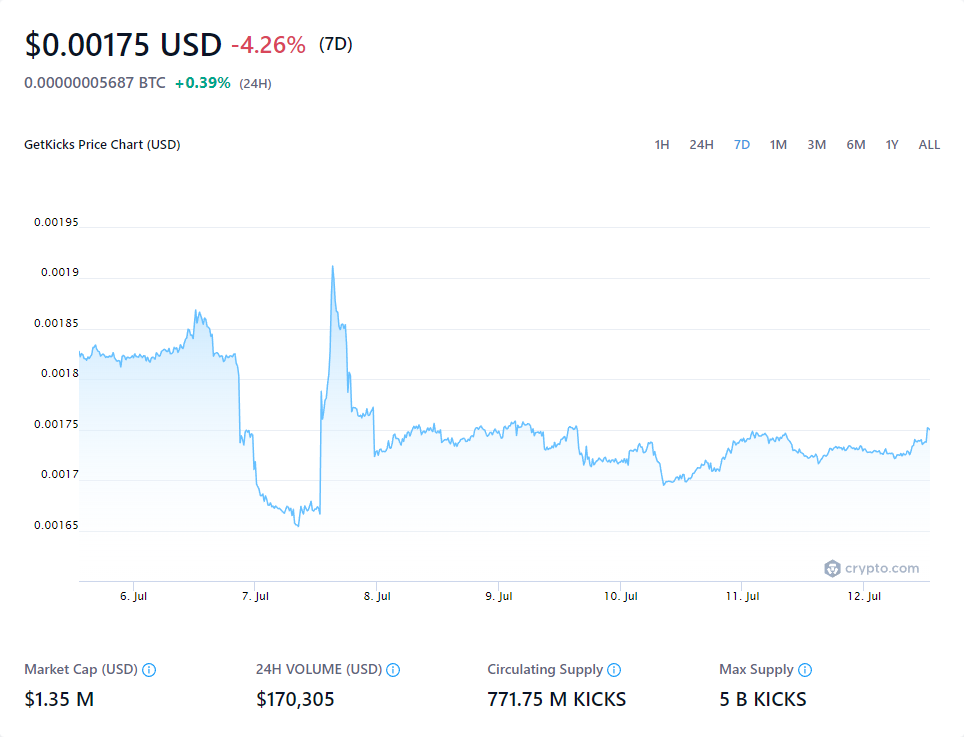 $0.00175 USD -4.26% (7D)
0.00000005687 BTC +0.39% (24H)
GetKicks Price Chart (USD) 1H 24H 7D 1M 3M 6M 1Y ALL
0.00195
0.0019
0.00185
0.0018
0.00175
0.0017
0.00165
crypto.com
6. Jul 7. Jul 8. Jul 9. Jul 10. Jul 11. Jul 12. Jul
Market Cap (USD) 24H VOLUME (USD) Circulating Supply Max Supply
$1.35 M $170,305 771.75 M KICKS 5 B KICKS